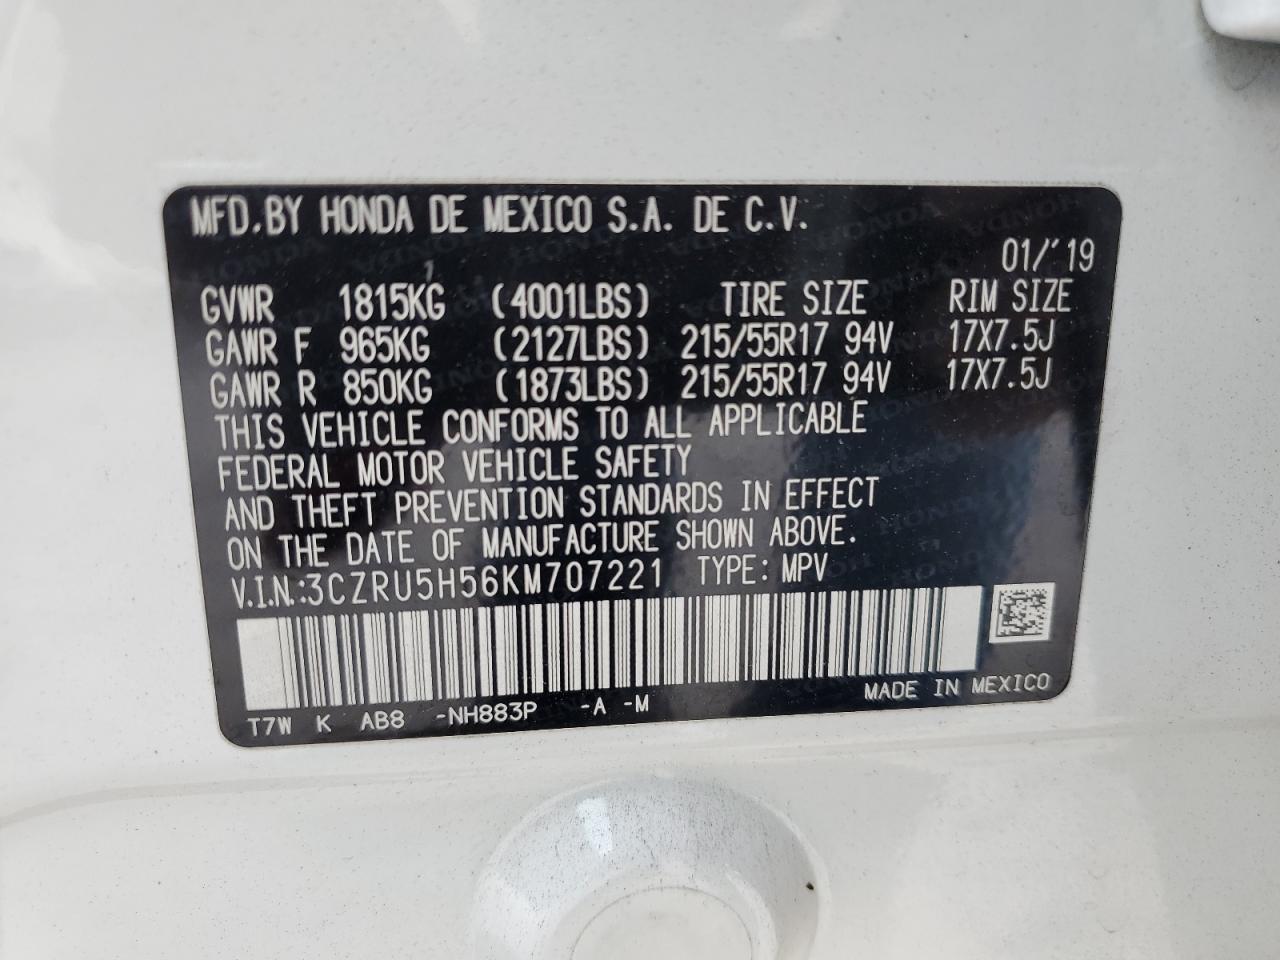 MFD.BY HONDA DE MEXICO S.A. DE C.V.
01/'19
GVWR 1815KG (4001LBS) TIRE SIZE RIM SIZE
GAWR F 965KG (2127LBS) 215/55R17 94V 17X7.5J
GAWR R 850KG (1873LBS) 215/55R17 94V 17X7.5J
THIS VEHICLE CONFORMS TO ALL APPLICABLE
FEDERAL MOTOR VEHICLE SAFETY
AND THEFT PREVENTION STANDARDS IN EFFECT
ON THE DATE OF MANUFACTURE SHOWN ABOVE.
V.I.N.:3CZRU5H56KM707221 TYPE: MPV
MADE IN MEXICO
T7W K AB8 -NH883P -A -M